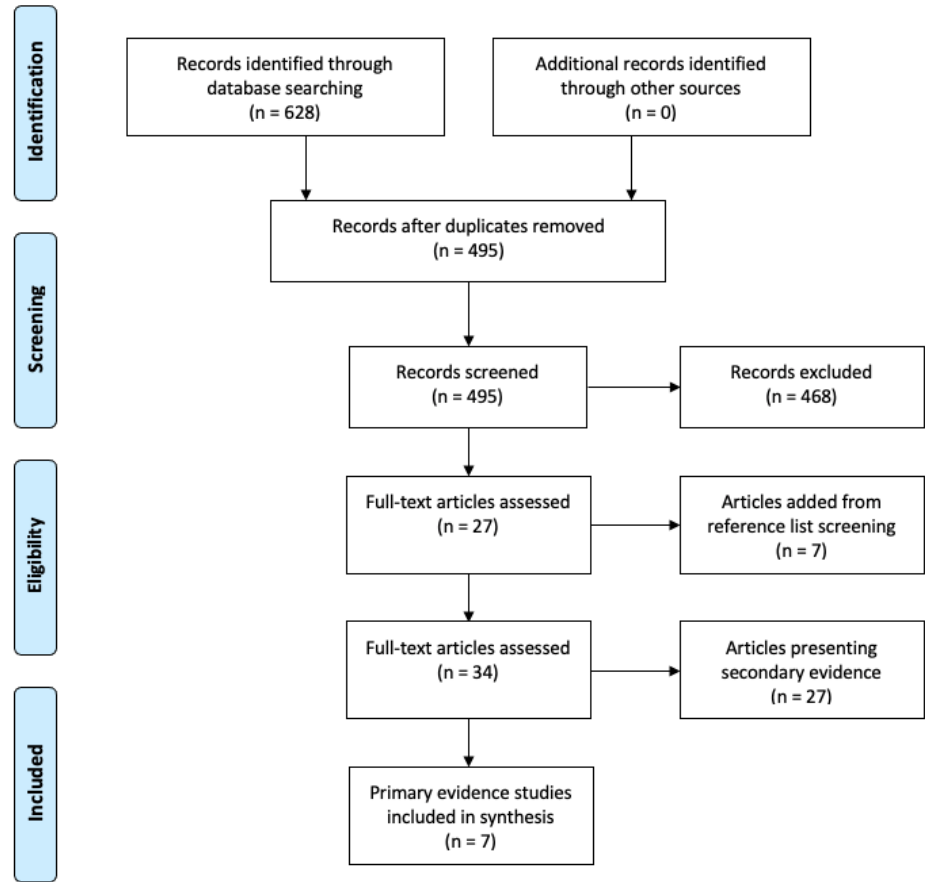 Identification
Records identified through
database searching
(n = 628)
Additional records identified
through other sources
(n = 0)
Records after duplicates removed
(n = 495)
Screening
Records screened
(n = 495)
Records excluded
(n = 468)
Eligibility
Full-text articles assessed
(n = 27)
Articles added from
reference list screening
(n = 7)
Full-text articles assessed
(n = 34)
Articles presenting
secondary evidence
(n = 27)
Included
Primary evidence studies
included in synthesis
(n = 7)